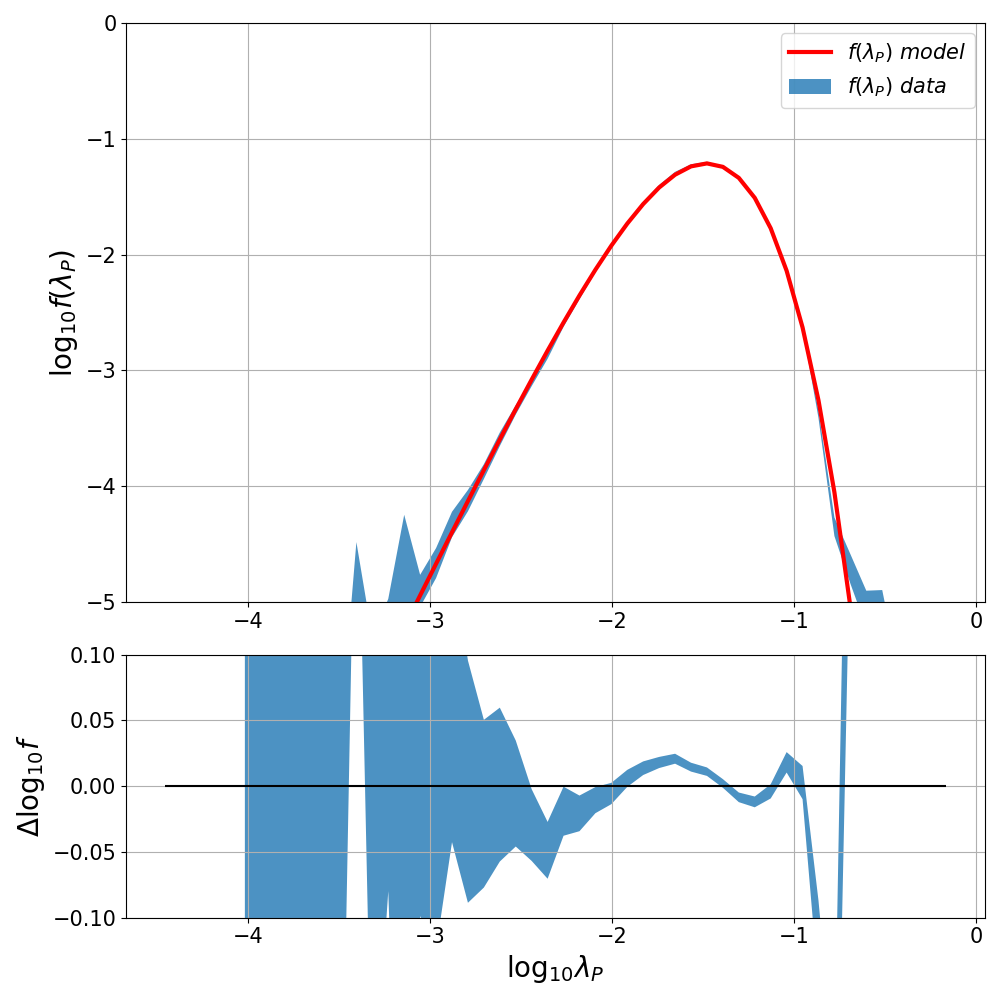 0
−1
−2
−3
−4
−5
log₁₀f(λ_P)
f(λ_P) model
f(λ_P) data
−4 −3 −2 −1 0
0.10
0.05
0.00
−0.05
−0.10
Δlog₁₀f
−4 −3 −2 −1 0
log₁₀λ_P